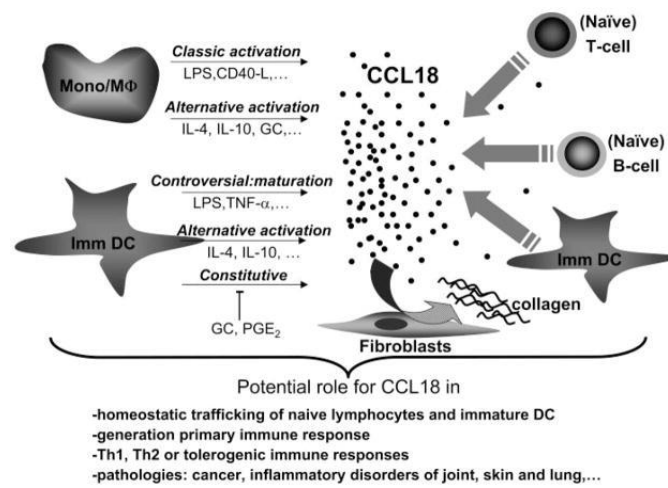 (Naïve)
T-cell
Classic activation
LPS,CD40-L,...
CCL18
Mono/MΦ
Alternative activation
IL-4, IL-10, GC,...
(Naïve)
B-cell
Controversial:maturation
LPS,TNF-α,...
Imm DC
Alternative activation
IL-4, IL-10, ...
Imm DC
Constitutive
collagen
GC, PGE₂
Fibroblasts
Potential role for CCL18 in
-homeostatic trafficking of naive lymphocytes and immature DC
-generation primary immune response
-Th1, Th2 or tolerogenic immune responses
-pathologies: cancer, inflammatory disorders of joint, skin and lung,...